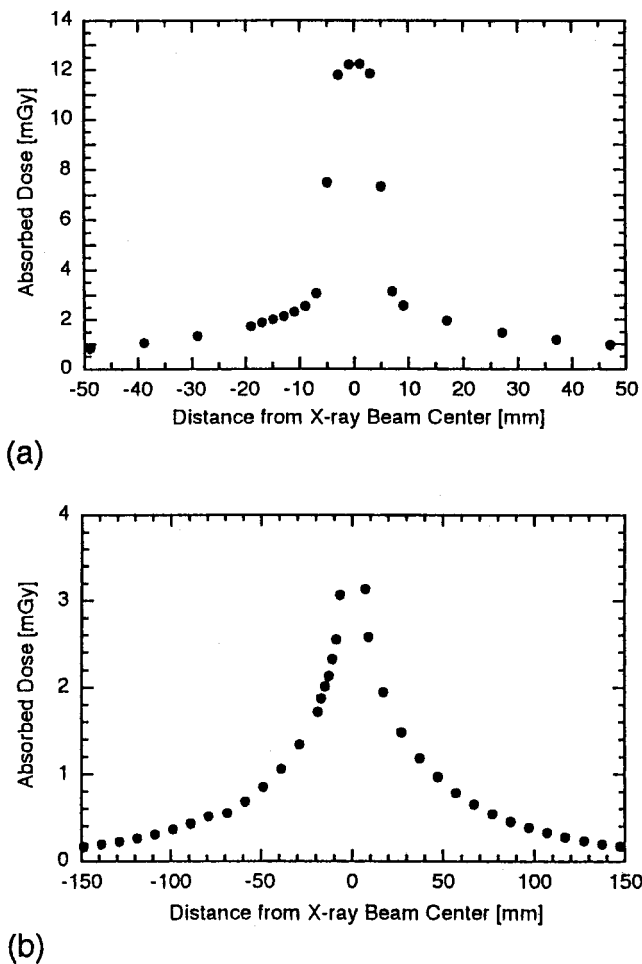 14
12
10
8
6
4
2
0
Absorbed Dose [mGy]
-50 -40 -30 -20 -10 0 10 20 30 40 50
Distance from X-ray Beam Center [mm]
(a)
4
3
2
1
0
Absorbed Dose [mGy]
-150 -100 -50 0 50 100 150
Distance from X-ray Beam Center [mm]
(b)